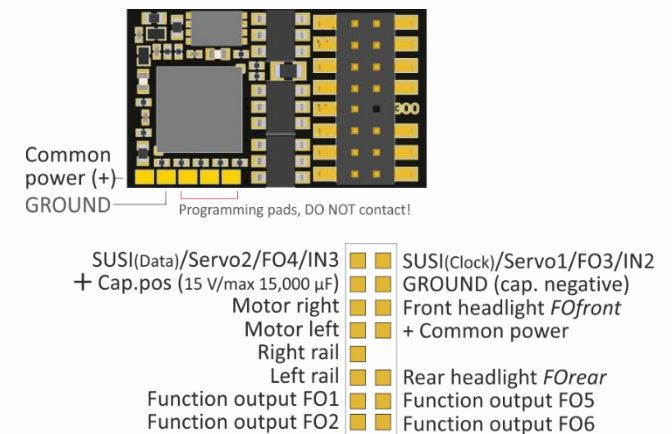 300
Common
power (+)
GROUND
Programming pads, DO NOT contact!
SUSI(Data)/Servo2/FO4/IN3
SUSI(Clock)/Servo1/FO3/IN2
+ Cap.pos (15 V/max 15,000 µF)
GROUND (cap. negative)
Motor right
Front headlight FOfront
Motor left
+ Common power
Right rail
Left rail
Rear headlight FOrear
Function output FO1
Function output FO5
Function output FO2
Function output FO6